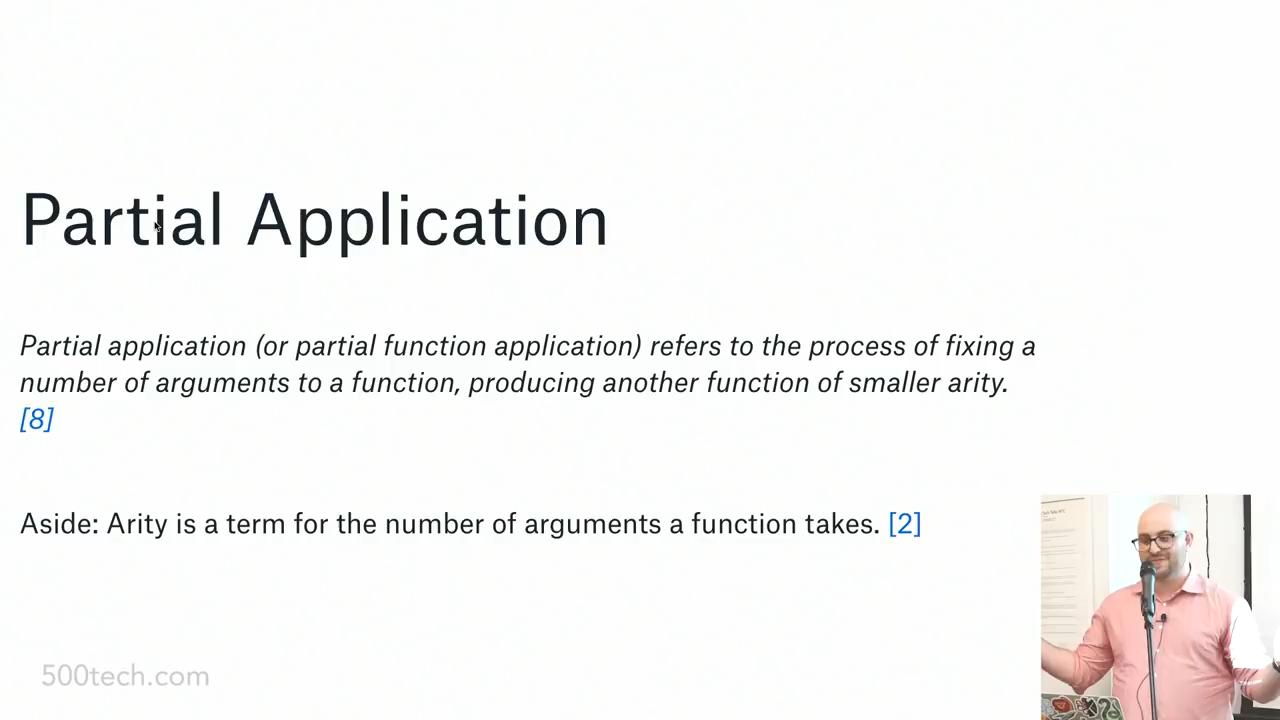 Partial Application
Partial application (or partial function application) refers to the process of fixing a
number of arguments to a function, producing another function of smaller arity.
[8]
Aside: Arity is a term for the number of arguments a function takes. [2]
500tech.com